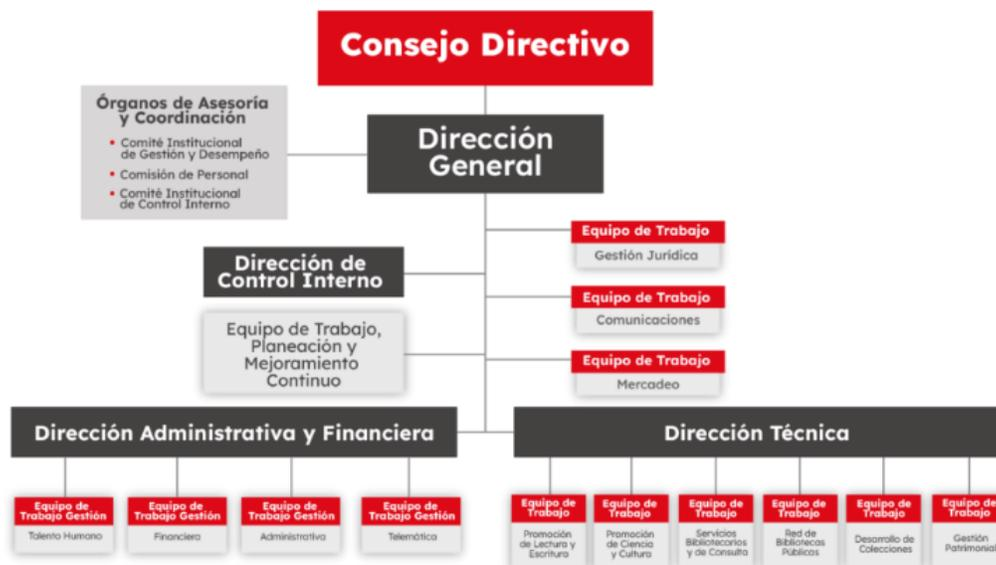 Consejo Directivo
Órganos de Asesoría
y Coordinación
• Comité Institucional
de Gestión y Desempeño
• Comisión de Personal
• Comité Institucional
de Control Interno
Dirección
General
Equipo de Trabajo
Gestión Jurídica
Dirección de
Control Interno
Equipo de Trabajo
Comunicaciones
Equipo de Trabajo,
Planeación y
Mejoramiento
Continuo
Equipo de Trabajo
Mercadeo
Dirección Administrativa y Financiera
Dirección Técnica
Equipo de
Trabajo Gestión
Talento Humano
Equipo de
Trabajo Gestión
Financiera
Equipo de
Trabajo Gestión
Administrativa
Equipo de
Trabajo Gestión
Telemática
Equipo de
Trabajo
Promoción
de Lectura y
Escritura
Equipo de
Trabajo
Promoción
de Ciencia
y Cultura
Equipo de
Trabajo
Servicios
Bibliotecarios
y de Consulta
Equipo de
Trabajo
Red de
Bibliotecas
Públicas
Equipo de
Trabajo
Desarrollo de
Colecciones
Equipo de
Trabajo
Gestión
Patrimonial